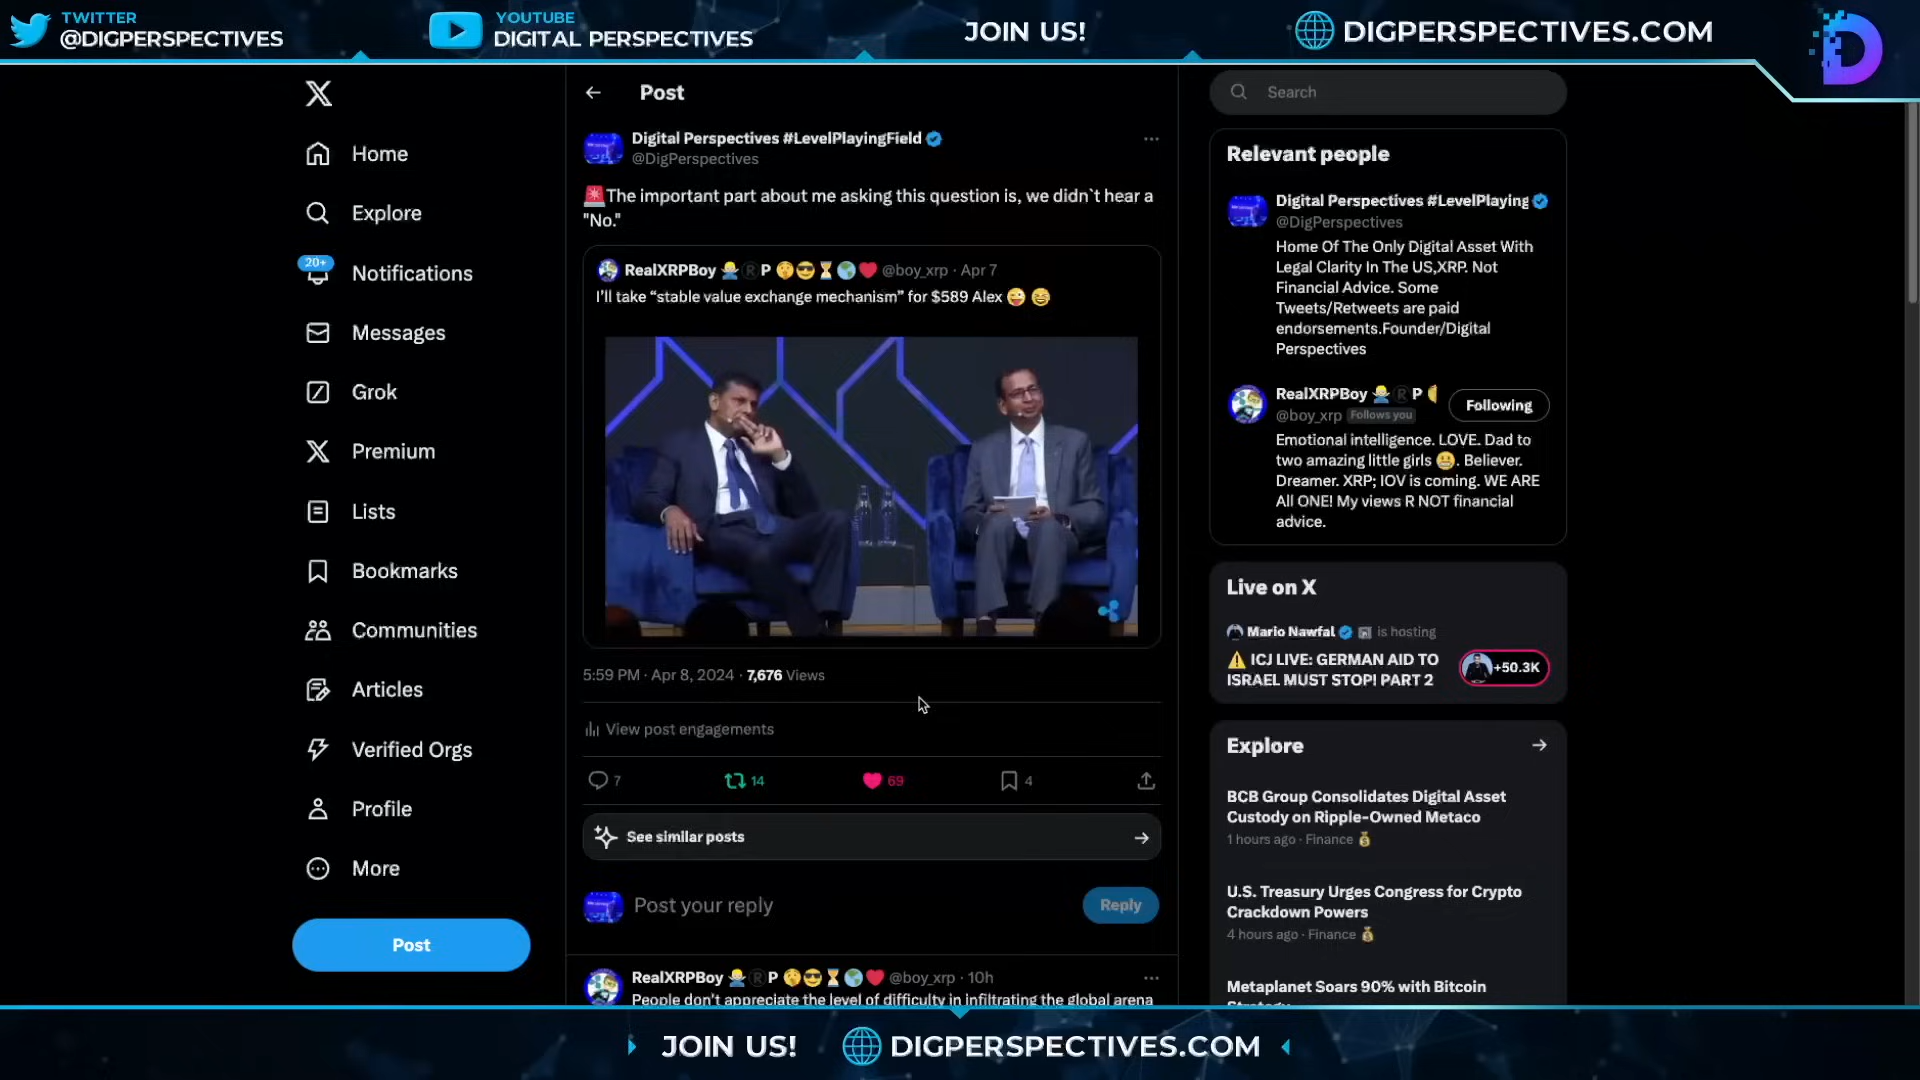 TWITTER
@DIGPERSPECTIVES
YOUTUBE
DIGITAL PERSPECTIVES
JOIN US!
DIGPERSPECTIVES.COM
Home
Explore
20+
Notifications
Messages
Grok
Premium
Lists
Bookmarks
Communities
Articles
Verified Orgs
Profile
More
Post
Post
Digital Perspectives #LevelPlayingField
@DigPerspectives
🚨The important part about me asking this question is, we didn`t hear a
"No."
RealXRPBoy 🙅‍♂️®️P 🤫😎⏳🌎❤️ @boy_xrp · Apr 7
I'll take “stable value exchange mechanism” for $589 Alex 😜 😆
5:59 PM · Apr 8, 2024 · 7,676 Views
View post engagements
7 14 69 4
See similar posts
Post your reply
Reply
RealXRPBoy 🙅‍♂️®️P 🤫😎⏳🌎❤️ @boy_xrp · 10h
People don't appreciate the level of difficulty in infiltrating the global arena
Search
Relevant people
Digital Perspectives #LevelPlaying
@DigPerspectives
Home Of The Only Digital Asset With
Legal Clarity In The US,XRP. Not
Financial Advice. Some
Tweets/Retweets are paid
endorsements.Founder/Digital
Perspectives
RealXRPBoy 🙅‍♂️®️P
@boy_xrp Follows you
Following
Emotional intelligence. LOVE. Dad to
two amazing little girls 😬. Believer.
Dreamer. XRP; IOV is coming. WE ARE
All ONE! My views R NOT financial
advice.
Live on X
Mario Nawfal is hosting
⚠️ ICJ LIVE: GERMAN AID TO
ISRAEL MUST STOP! PART 2
+50.3K
Explore
BCB Group Consolidates Digital Asset
Custody on Ripple-Owned Metaco
1 hours ago · Finance 💰
U.S. Treasury Urges Congress for Crypto
Crackdown Powers
4 hours ago · Finance 💰
Metaplanet Soars 90% with Bitcoin
JOIN US!
DIGPERSPECTIVES.COM